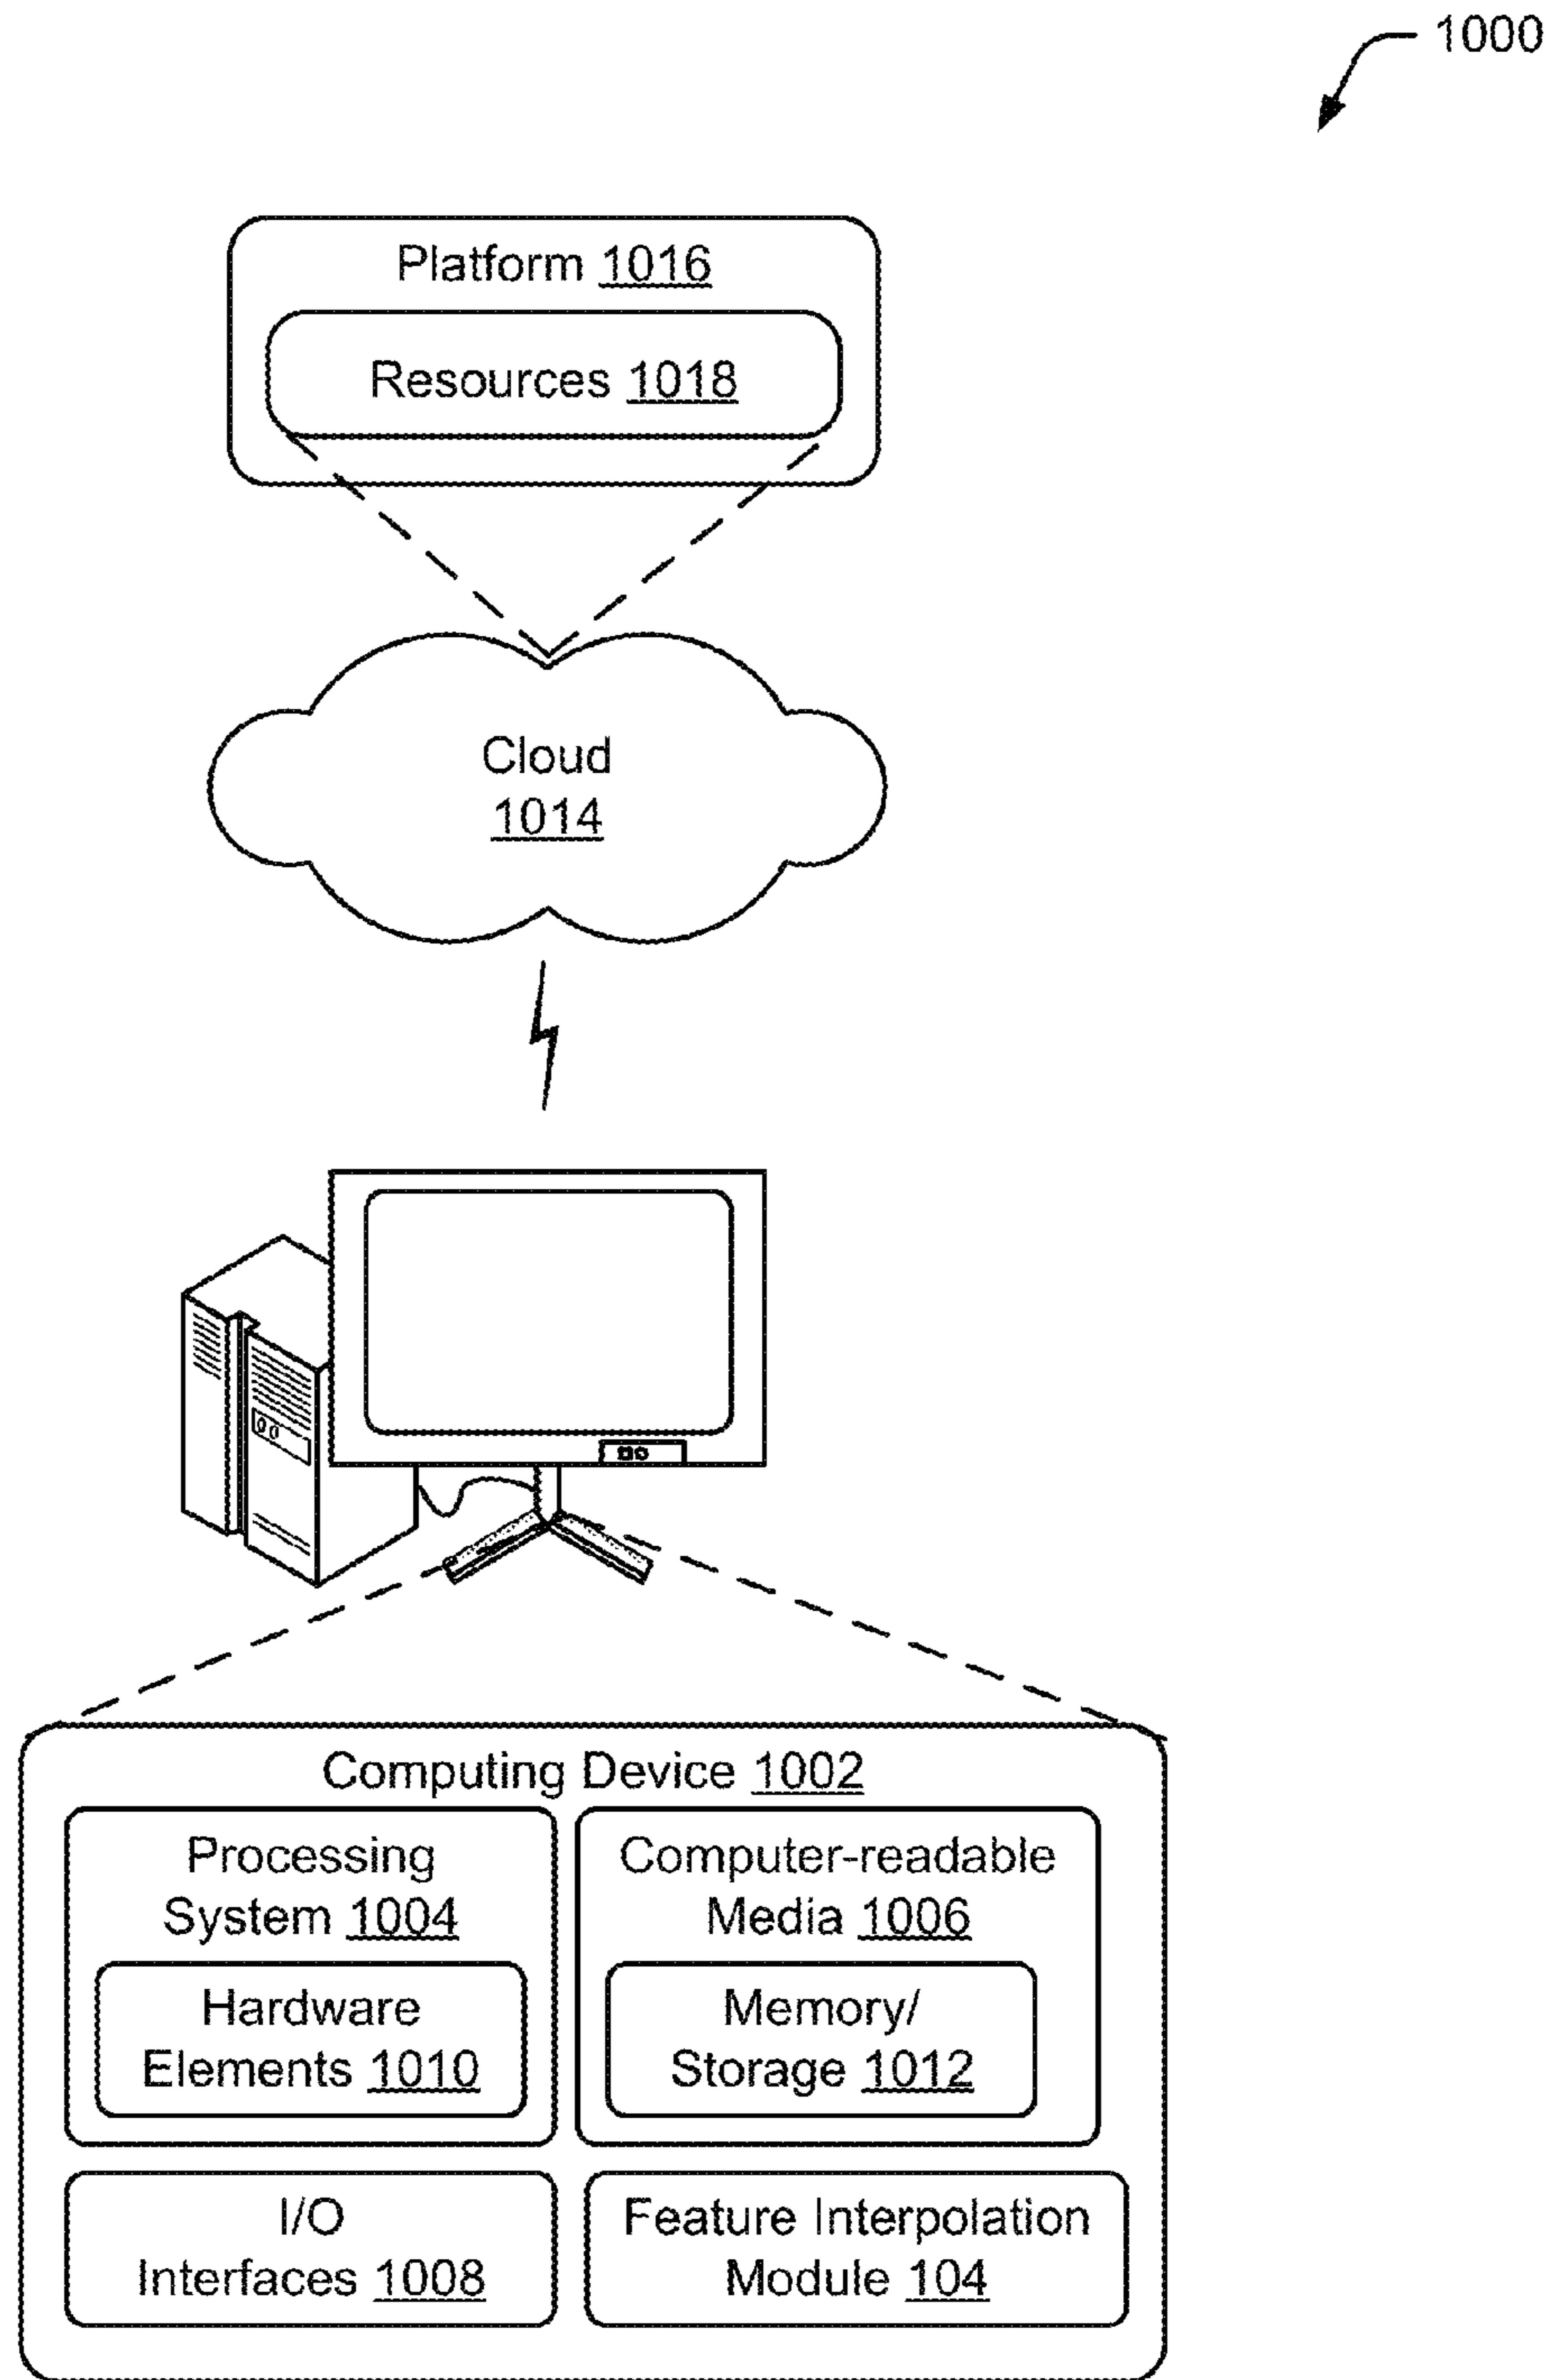 1000
Platform 1016
Resources 1018
Cloud
1014
Computing Device 1002
Processing
System 1004
Hardware
Elements 1010
Computer-readable
Media 1006
Memory/
Storage 1012
I/O
Interfaces 1008
Feature Interpolation
Module 104